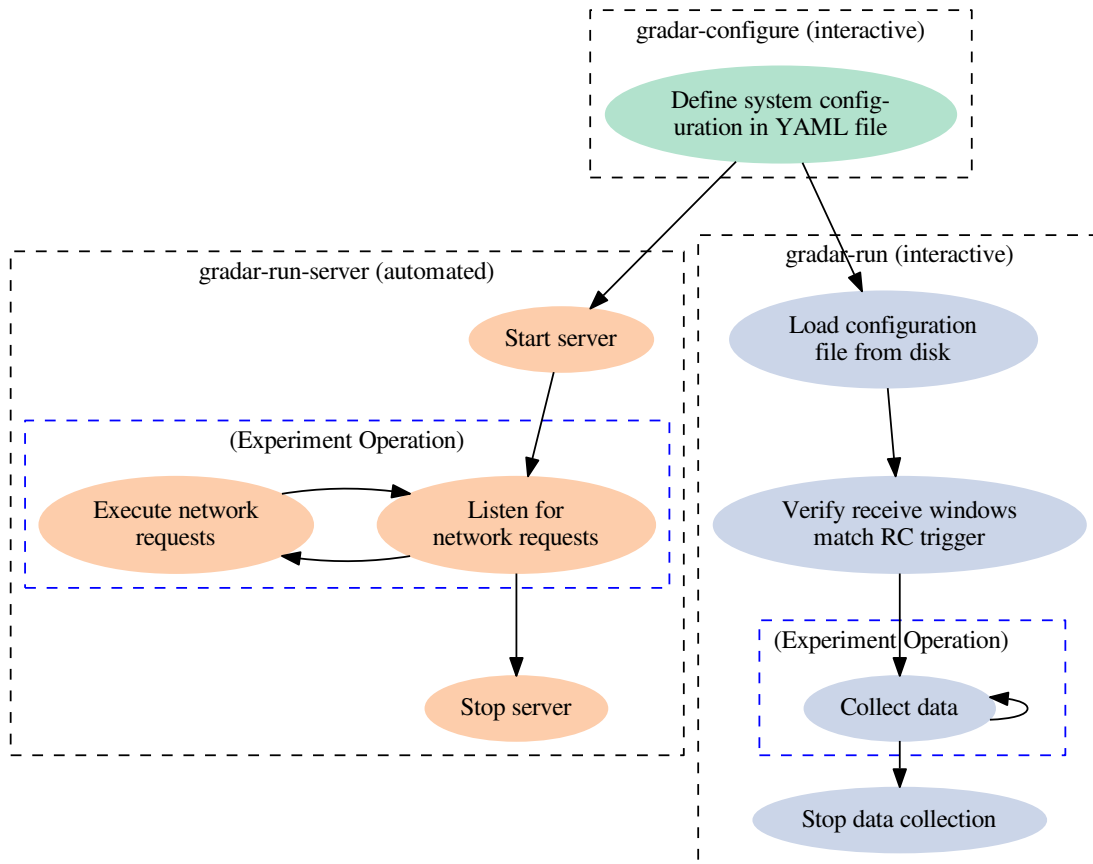 gradar-configure (interactive)
Define system config-
uration in YAML file
gradar-run-server (automated)
Start server
(Experiment Operation)
Execute network
requests
Listen for
network requests
Stop server
gradar-run (interactive)
Load configuration
file from disk
Verify receive windows
match RC trigger
(Experiment Operation)
Collect data
Stop data collection